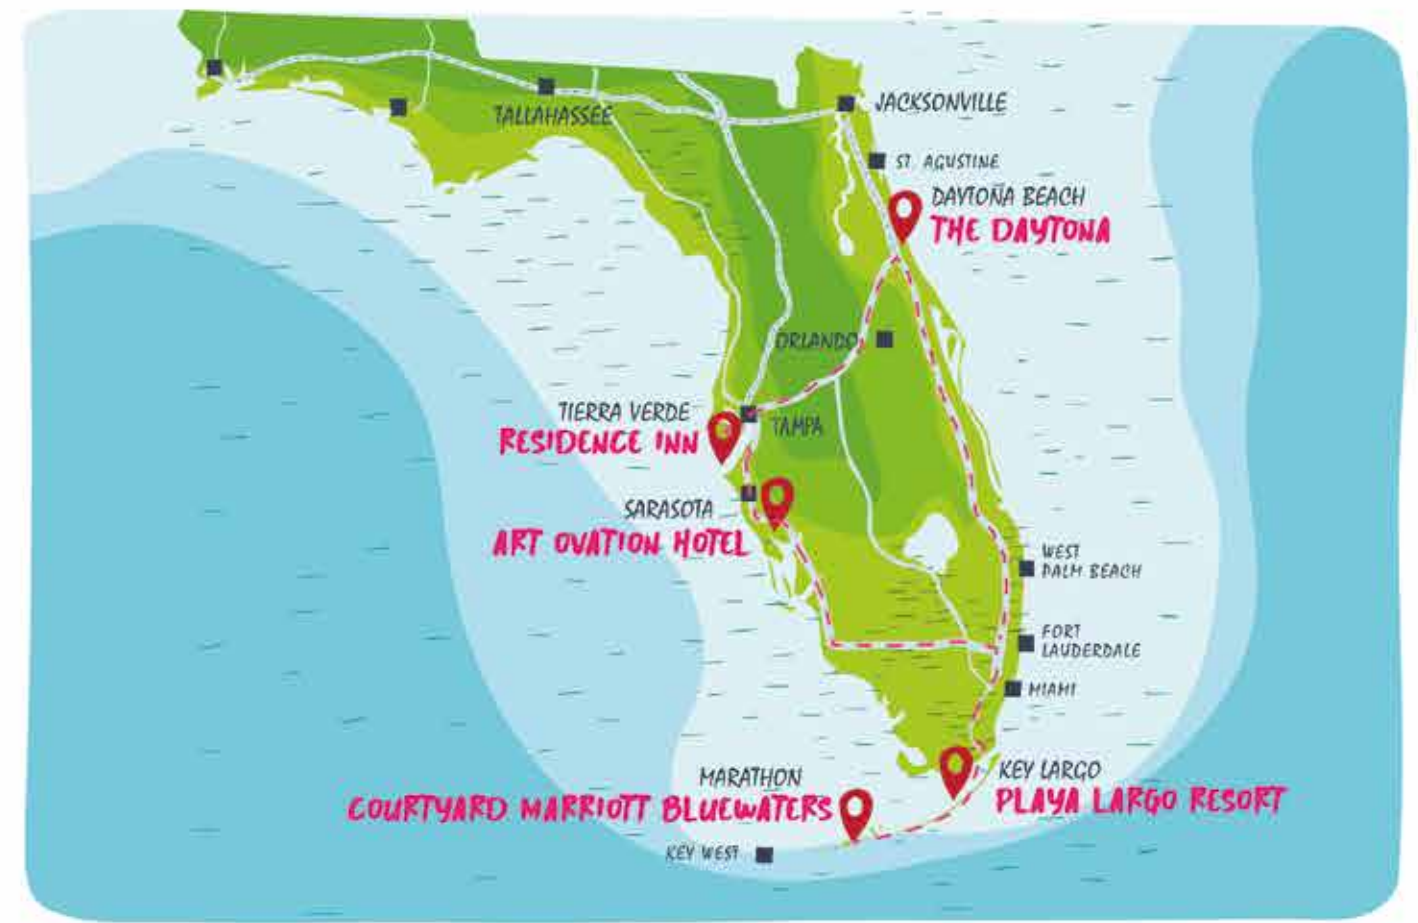 TALLAHASSEE
JACKSONVILLE
ST. AGUSTINE
DAYTOÑA BEACH
THE DAYTONA
ORLANDO
TIERRA VERDE
RESIDENCE INN
TAMPA
SARASOTA
ART OVATION HOTEL
WEST
PALM BEACH
FORT
LAUDERDALE
MIAMI
MARATHON
COURTYARD MARRIOTT BLUEWATERS
KEY LARGO
PLAYA LARGO RESORT
KEY WEST